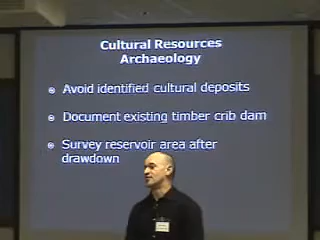 Cultural Resources
Archaeology
Avoid identified cultural deposits
Document existing timber crib dam
Survey reservoir area after
drawdown